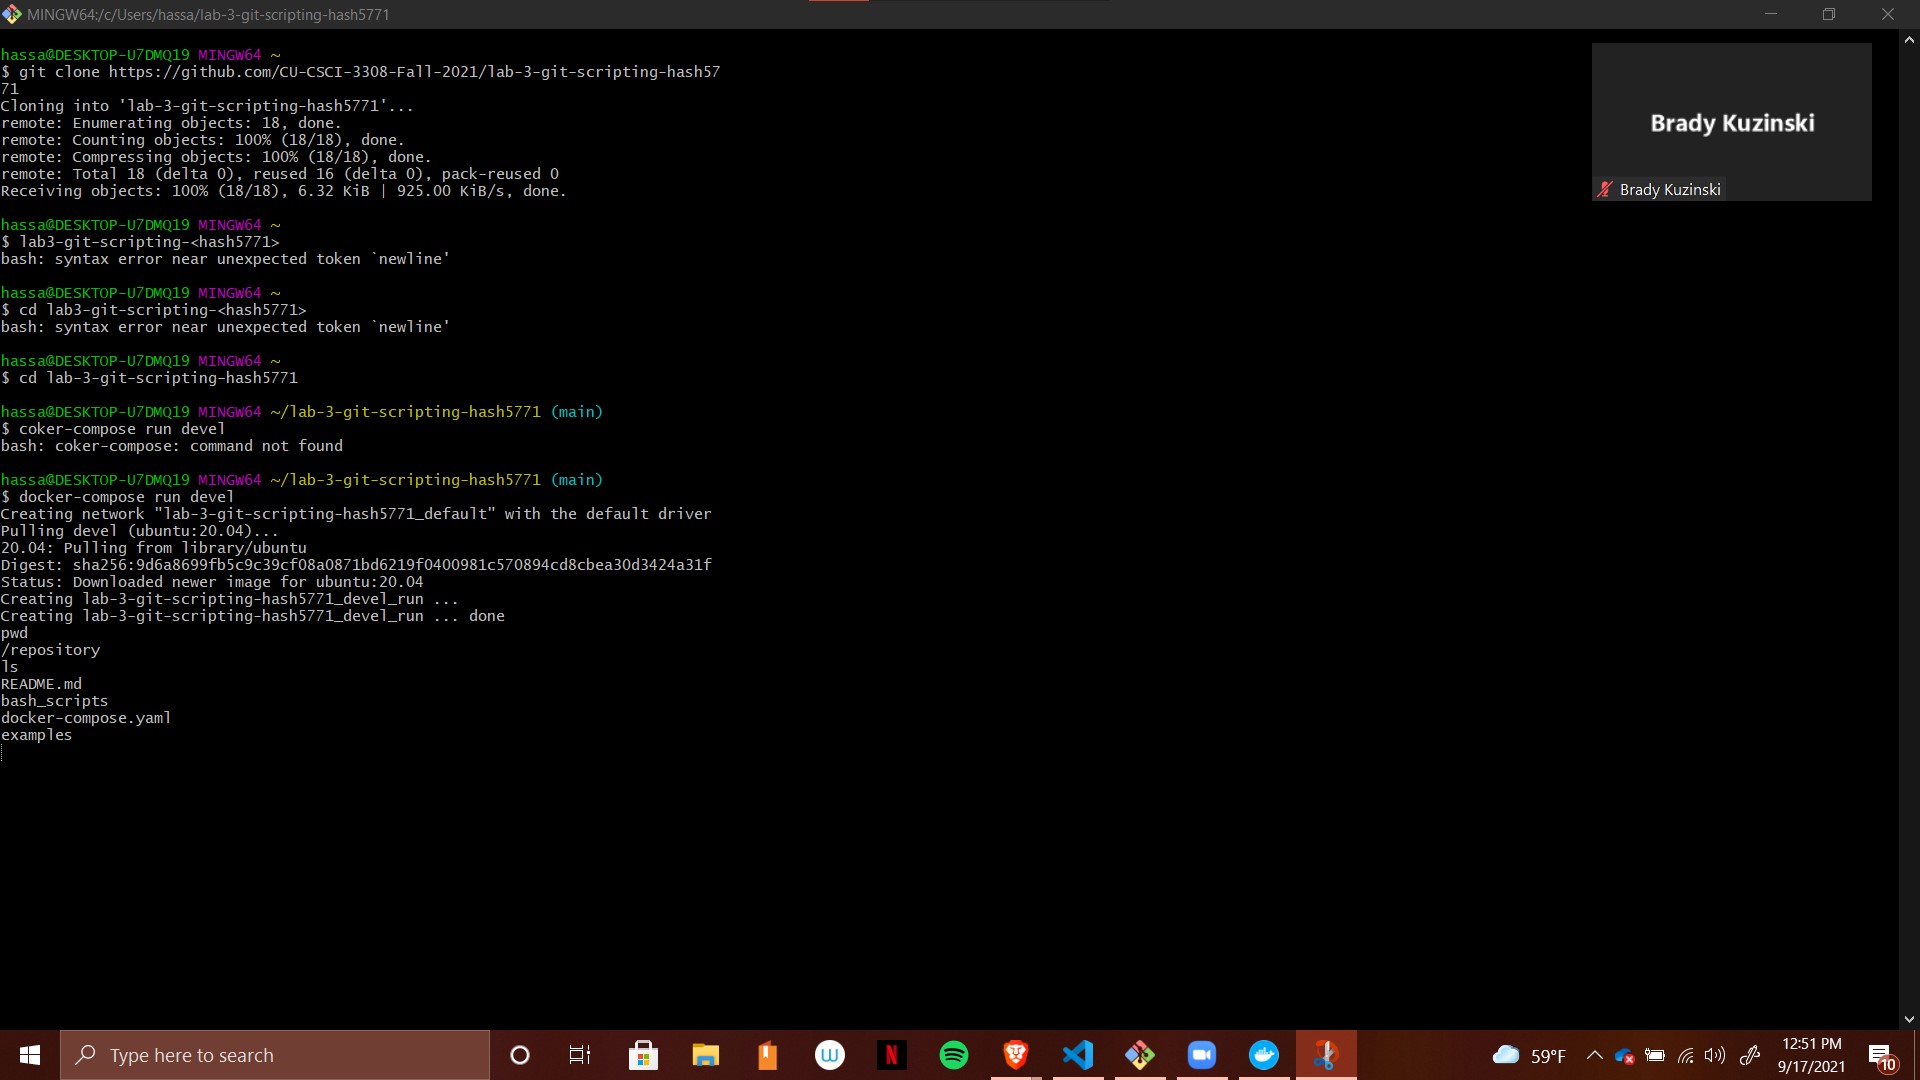 MINGW64:/c/Users/hassa/lab-3-git-scripting-hash5771
hassa@DESKTOP-U7DMQ19 MINGW64 ~
$ git clone https://github.com/CU-CSCI-3308-Fall-2021/lab-3-git-scripting-hash57
71
Cloning into 'lab-3-git-scripting-hash5771'...
remote: Enumerating objects: 18, done.
remote: Counting objects: 100% (18/18), done.
remote: Compressing objects: 100% (18/18), done.
remote: Total 18 (delta 0), reused 16 (delta 0), pack-reused 0
Receiving objects: 100% (18/18), 6.32 KiB | 925.00 KiB/s, done.
hassa@DESKTOP-U7DMQ19 MINGW64 ~
$ lab3-git-scripting-<hash5771>
bash: syntax error near unexpected token `newline'
hassa@DESKTOP-U7DMQ19 MINGW64 ~
$ cd lab3-git-scripting-<hash5771>
bash: syntax error near unexpected token `newline'
hassa@DESKTOP-U7DMQ19 MINGW64 ~
$ cd lab-3-git-scripting-hash5771
hassa@DESKTOP-U7DMQ19 MINGW64 ~/lab-3-git-scripting-hash5771 (main)
$ coker-compose run devel
bash: coker-compose: command not found
hassa@DESKTOP-U7DMQ19 MINGW64 ~/lab-3-git-scripting-hash5771 (main)
$ docker-compose run devel
Creating network "lab-3-git-scripting-hash5771_default" with the default driver
Pulling devel (ubuntu:20.04)...
20.04: Pulling from library/ubuntu
Digest: sha256:9d6a8699fb5c9c39cf08a0871bd6219f0400981c570894cd8cbea30d3424a31f
Status: Downloaded newer image for ubuntu:20.04
Creating lab-3-git-scripting-hash5771_devel_run ...
Creating lab-3-git-scripting-hash5771_devel_run ... done
pwd
/repository
ls
README.md
bash_scripts
docker-compose.yaml
examples
Brady Kuzinski
Brady Kuzinski
Type here to search
59°F
12:51 PM
9/17/2021
10